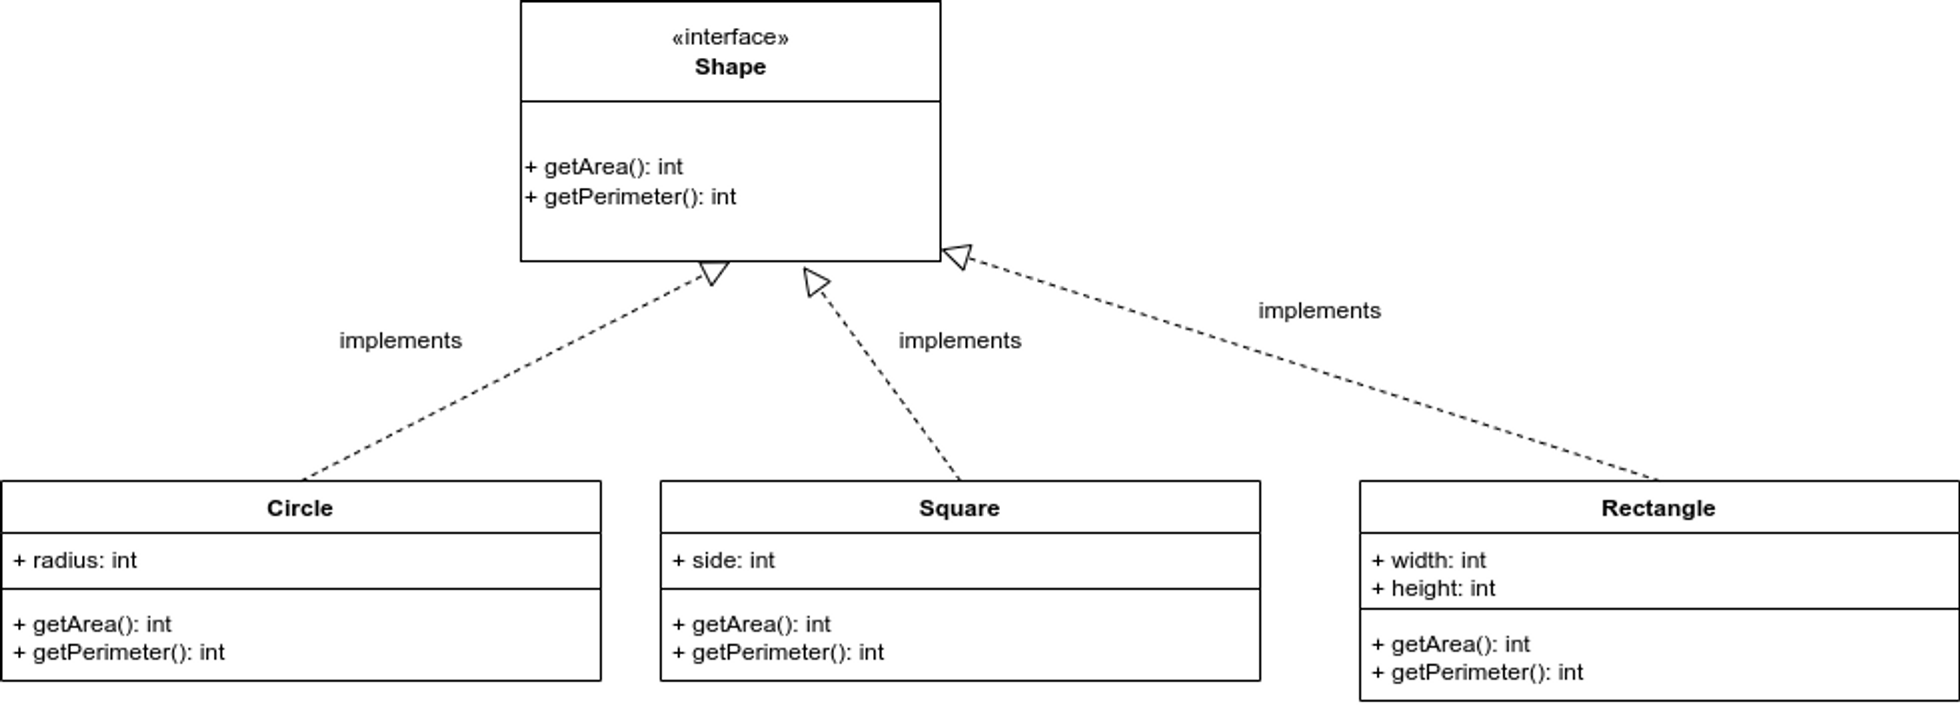 «interface»
Shape
+ getArea(): int
+ getPerimeter(): int
implements
implements
implements
Circle
+ radius: int
+ getArea(): int
+ getPerimeter(): int
Square
+ side: int
+ getArea(): int
+ getPerimeter(): int
Rectangle
+ width: int
+ height: int
+ getArea(): int
+ getPerimeter(): int